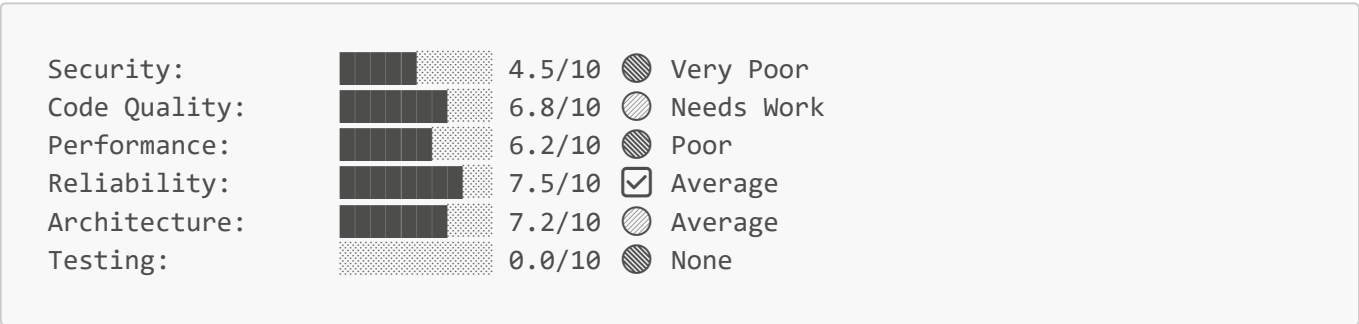 Security: 4.5/10 Very Poor
Code Quality: 6.8/10 Needs Work
Performance: 6.2/10 Poor
Reliability: 7.5/10 Average
Architecture: 7.2/10 Average
Testing: 0.0/10 None